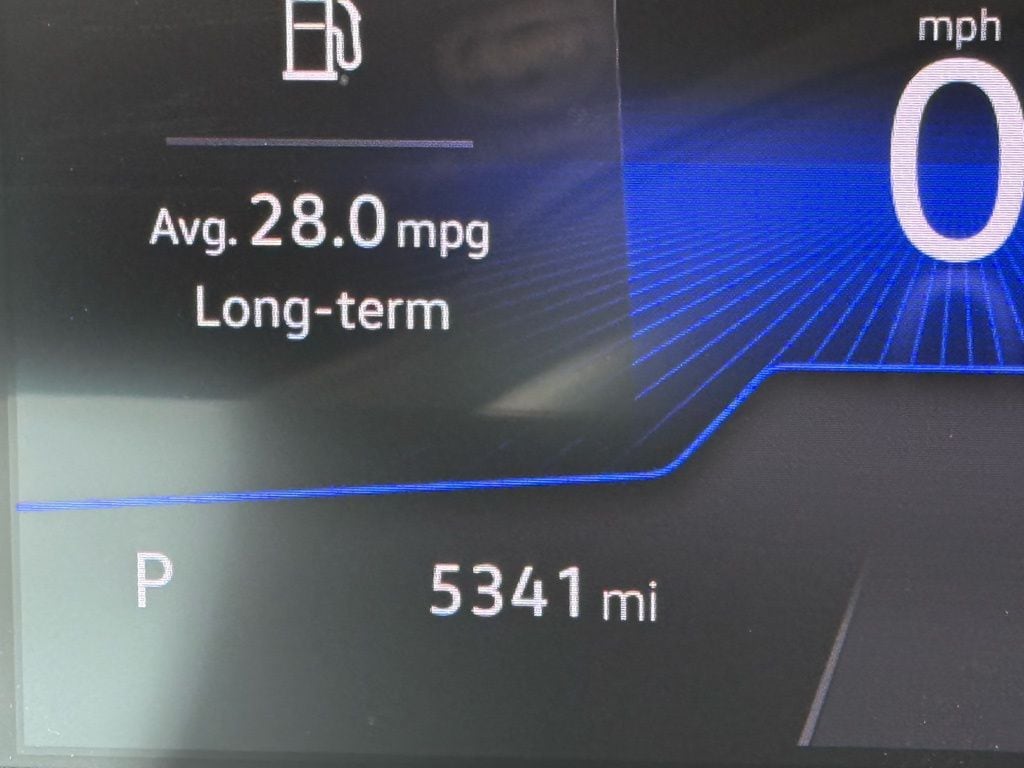 mph
0
Avg. 28.0 mpg
Long-term
P
5341 mi